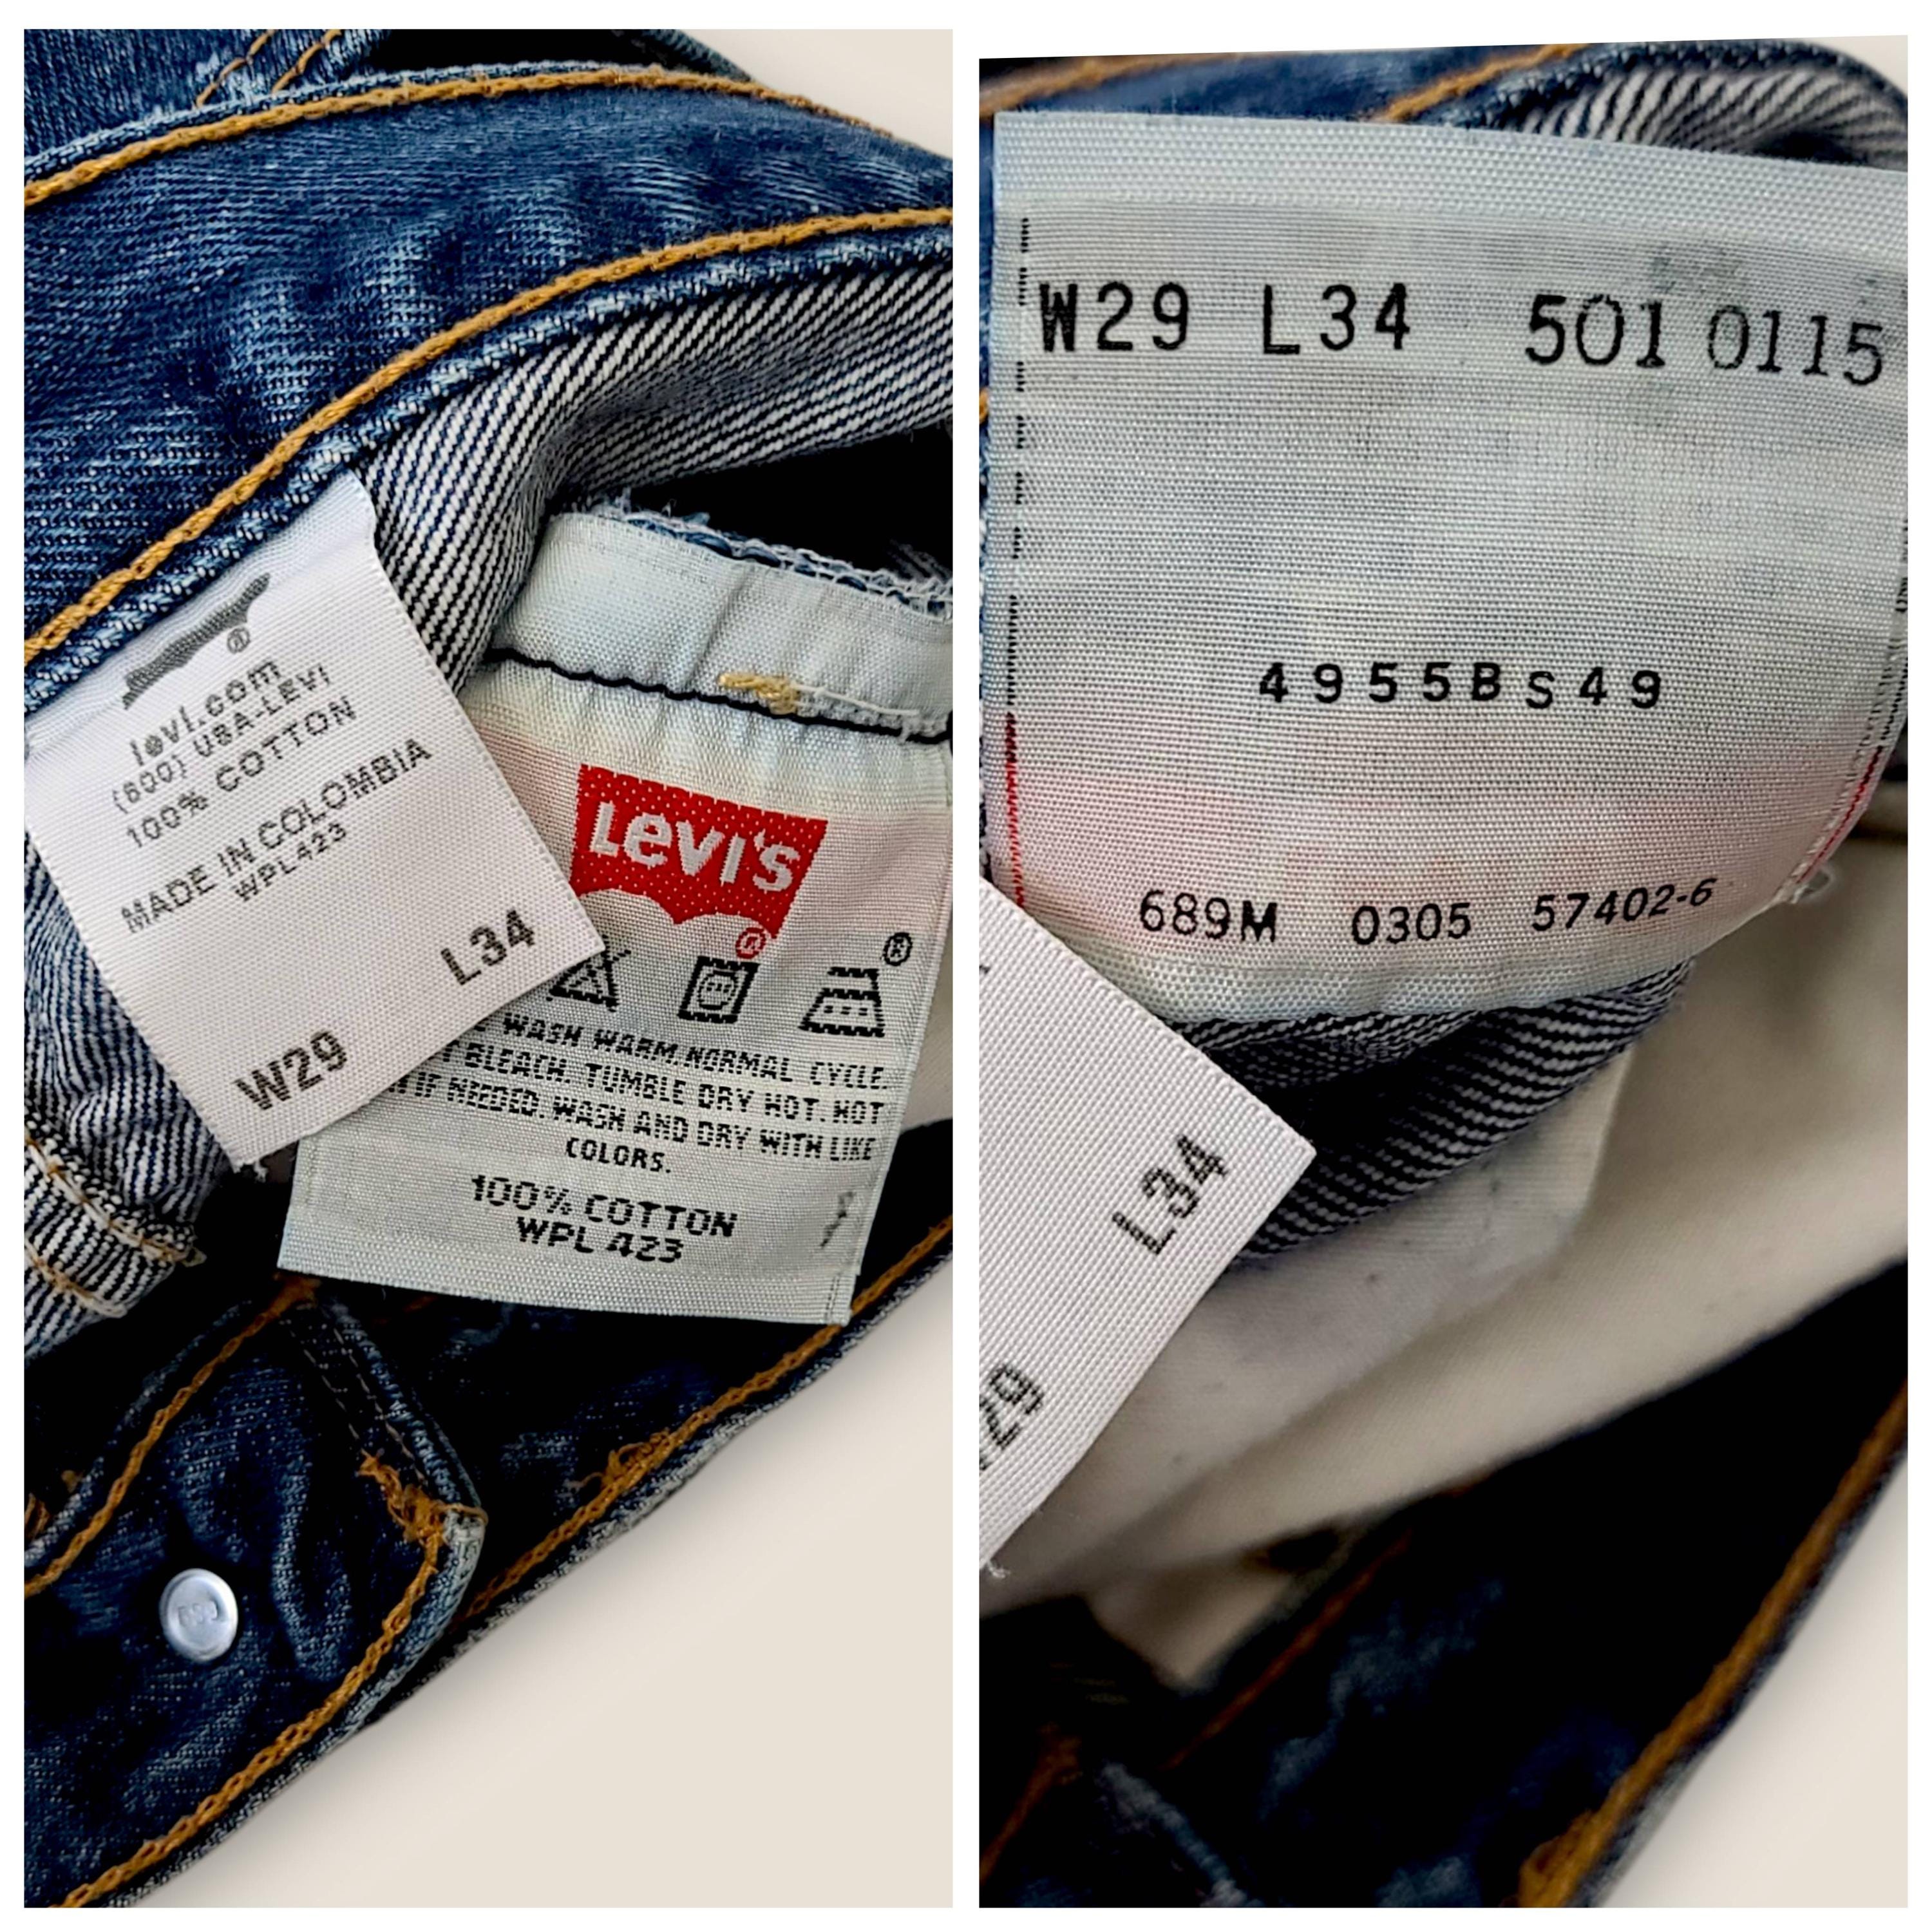 ®
levi.com
(800) USA-LEVI
100% COTTON
MADE IN COLOMBIA
WPL423
L34
W29
Levi's
®
®
WASH WARM.NORMAL CYCLE.
BLEACH. TUMBLE DRY HOT. HOT
IF NEEDED. WASH AND DRY WITH LIKE
COLORS.
100% COTTON
WPL 423
W29 L34 501 0115
4955BS49
689M 0305 57402-6
L34
29